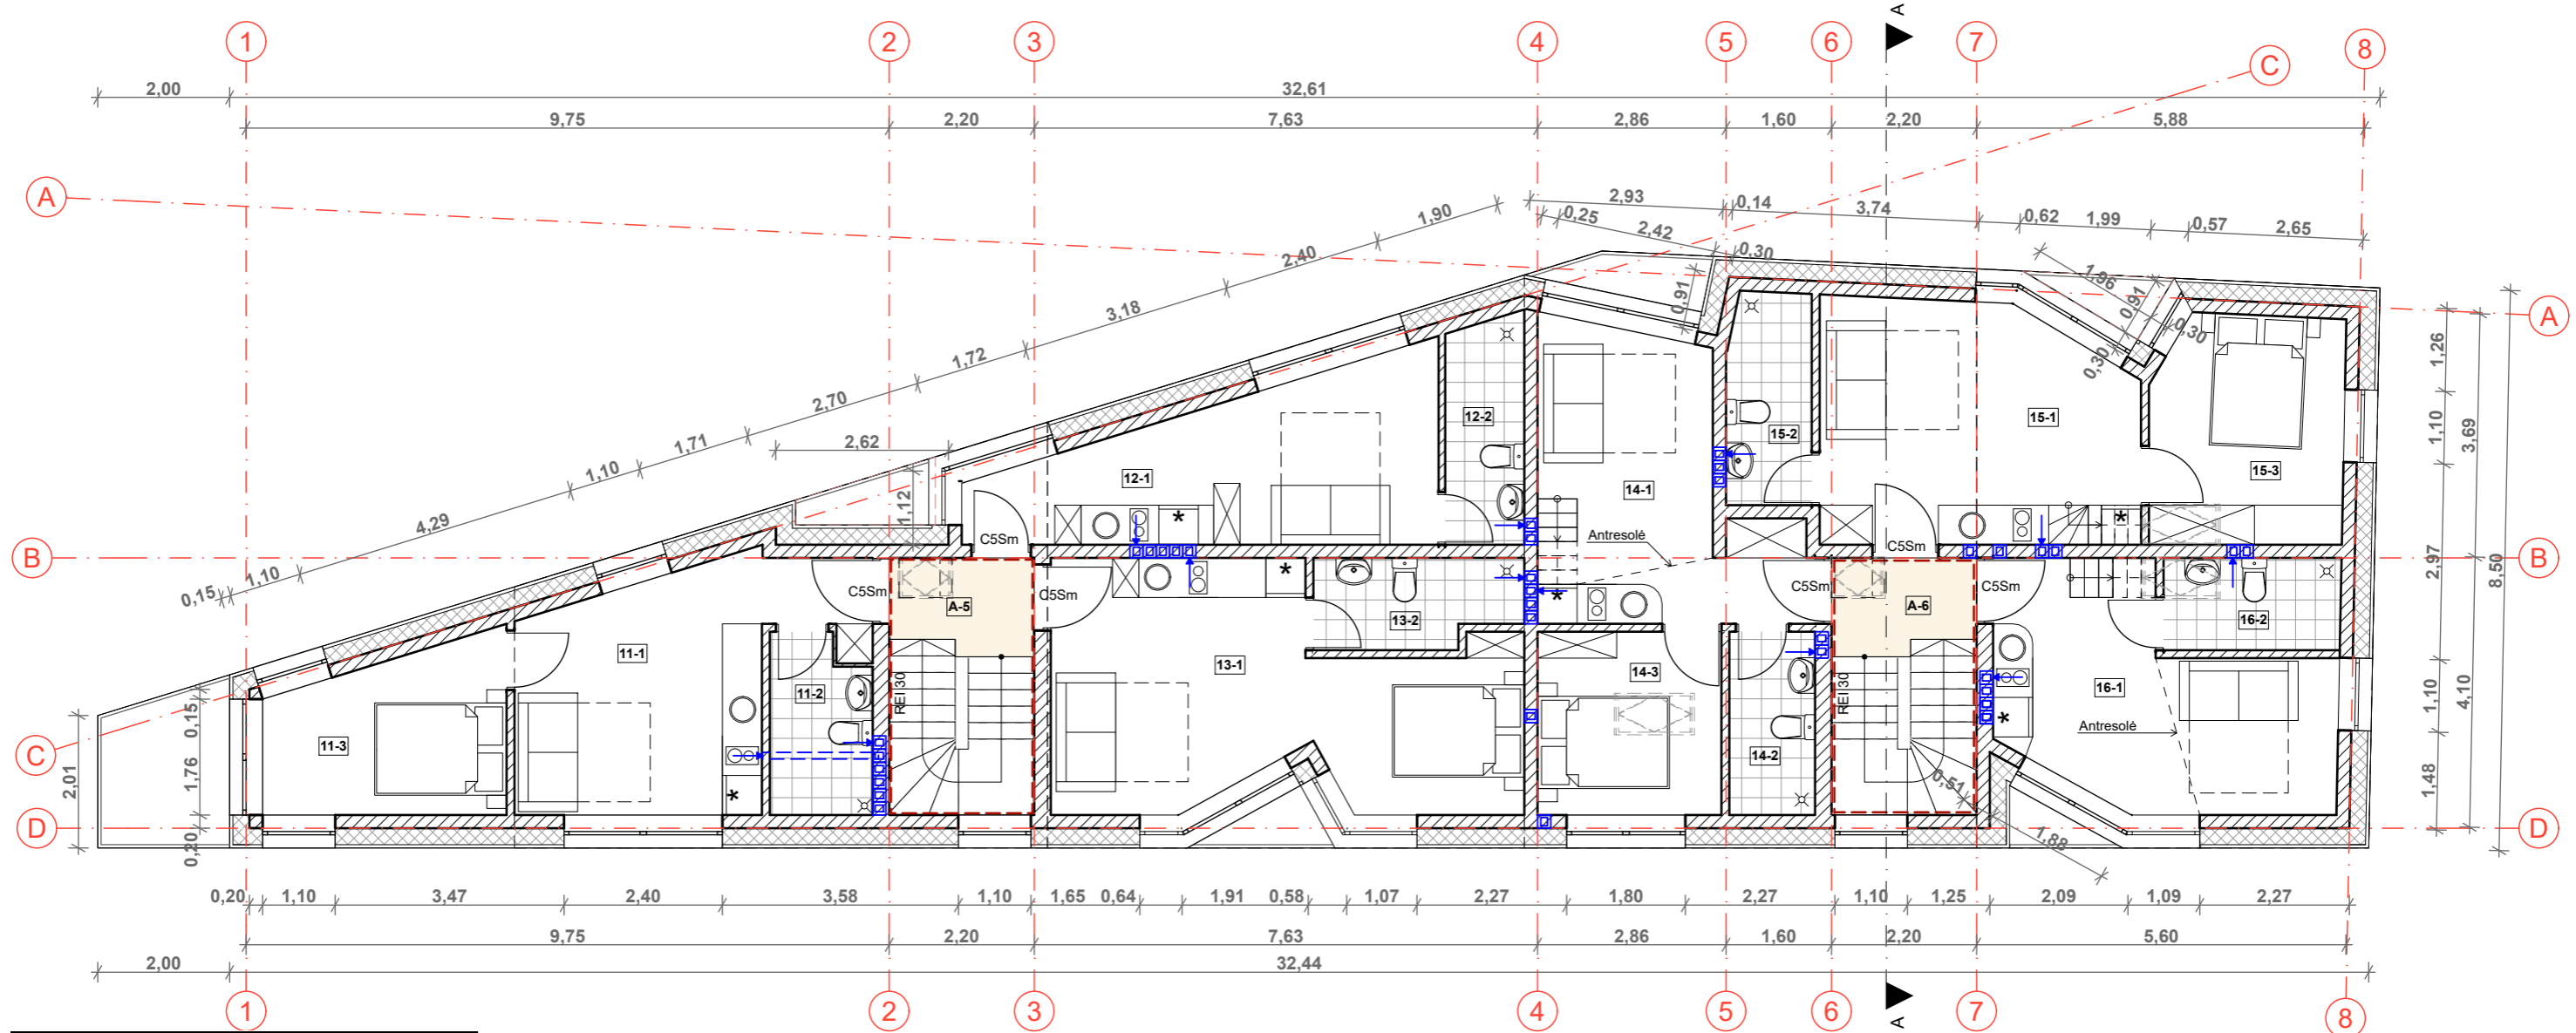 A
1 2 3 4 5 6 7 8
C
2,00 32,61
9,75 2,20 7,63 2,86 1,60 2,20 5,88
A
2,93 0,14 3,74 0,62 1,99 0,57 2,65
0,25 2,42 0,30
1,90
2,40
3,18
1,72
2,70
1,71
1,10
4,29
1,10
0,15
2,62
1,12
0,91
1,96 0,91 0,30
0,30
A
1,26
1,10
3,69
2,97
8,50
1,10
4,10
1,48
12-2
12-1
14-1
15-2
15-1
15-3
*
*
C5Sm
Antresolė
C5Sm
B
B
C5Sm
A-5
C5Sm
*
13-2
*
C5Sm
A-6
C5Sm
16-2
11-1
11-2
REI 30
13-1
14-3
REI 30
16-1
Antresolė
11-3
*
14-2
*
0,51
1,88
C
2,01
0,15
1,76
0,20
D
D
0,20 1,10 3,47 2,40 3,58 1,10 1,65 0,64 1,91 0,58 1,07 2,27 1,80 2,27 1,10 1,25 2,09 1,09 2,27
9,75 2,20 7,63 2,86 1,60 2,20 5,60
2,00 32,44
1 2 3 4 5 6 7 8
A